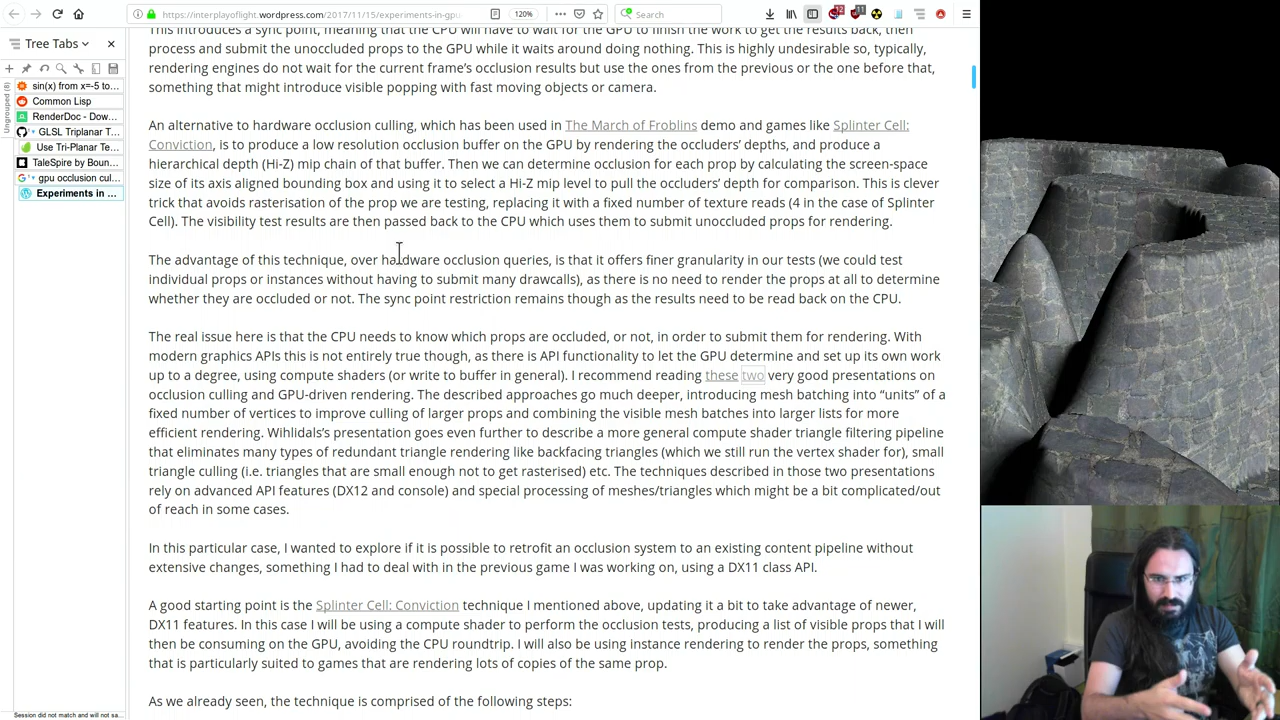 https://interplayoflight.wordpress.com/2017/11/15/experiments-in-gpu
120%
Search
12
11
Tree Tabs
Ungrouped (8)
sin(x) from x=-5 to...
Common Lisp
RenderDoc - Dow...
GLSL Triplanar T...
Use Tri-Planar Te...
TaleSpire by Boun...
gpu occlusion cul...
Experiments in ...
Session did not match and will not sa...
This introduces a sync point, meaning that the CPU will have to wait for the GPU to finish the work to get the results back, then
process and submit the unoccluded props to the GPU while it waits around doing nothing. This is highly undesirable so, typically,
rendering engines do not wait for the current frame's occlusion results but use the ones from the previous or the one before that,
something that might introduce visible popping with fast moving objects or camera.
An alternative to hardware occlusion culling, which has been used in The March of Froblins demo and games like Splinter Cell:
Conviction, is to produce a low resolution occlusion buffer on the GPU by rendering the occluders' depths, and produce a
hierarchical depth (Hi-Z) mip chain of that buffer. Then we can determine occlusion for each prop by calculating the screen-space
size of its axis aligned bounding box and using it to select a Hi-Z mip level to pull the occluders' depth for comparison. This is clever
trick that avoids rasterisation of the prop we are testing, replacing it with a fixed number of texture reads (4 in the case of Splinter
Cell). The visibility test results are then passed back to the CPU which uses them to submit unoccluded props for rendering.
The advantage of this technique, over hardware occlusion queries, is that it offers finer granularity in our tests (we could test
individual props or instances without having to submit many drawcalls), as there is no need to render the props at all to determine
whether they are occluded or not. The sync point restriction remains though as the results need to be read back on the CPU.
The real issue here is that the CPU needs to know which props are occluded, or not, in order to submit them for rendering. With
modern graphics APIs this is not entirely true though, as there is API functionality to let the GPU determine and set up its own work
up to a degree, using compute shaders (or write to buffer in general). I recommend reading these two very good presentations on
occlusion culling and GPU-driven rendering. The described approaches go much deeper, introducing mesh batching into “units” of a
fixed number of vertices to improve culling of larger props and combining the visible mesh batches into larger lists for more
efficient rendering. Wihlidals's presentation goes even further to describe a more general compute shader triangle filtering pipeline
that eliminates many types of redundant triangle rendering like backfacing triangles (which we still run the vertex shader for), small
triangle culling (i.e. triangles that are small enough not to get rasterised) etc. The techniques described in those two presentations
rely on advanced API features (DX12 and console) and special processing of meshes/triangles which might be a bit complicated/out
of reach in some cases.
In this particular case, I wanted to explore if it is possible to retrofit an occlusion system to an existing content pipeline without
extensive changes, something I had to deal with in the previous game I was working on, using a DX11 class API.
A good starting point is the Splinter Cell: Conviction technique I mentioned above, updating it a bit to take advantage of newer,
DX11 features. In this case I will be using a compute shader to perform the occlusion tests, producing a list of visible props that I will
then be consuming on the GPU, avoiding the CPU roundtrip. I will also be using instance rendering to render the props, something
that is particularly suited to games that are rendering lots of copies of the same prop.
As we already seen, the technique is comprised of the following steps: